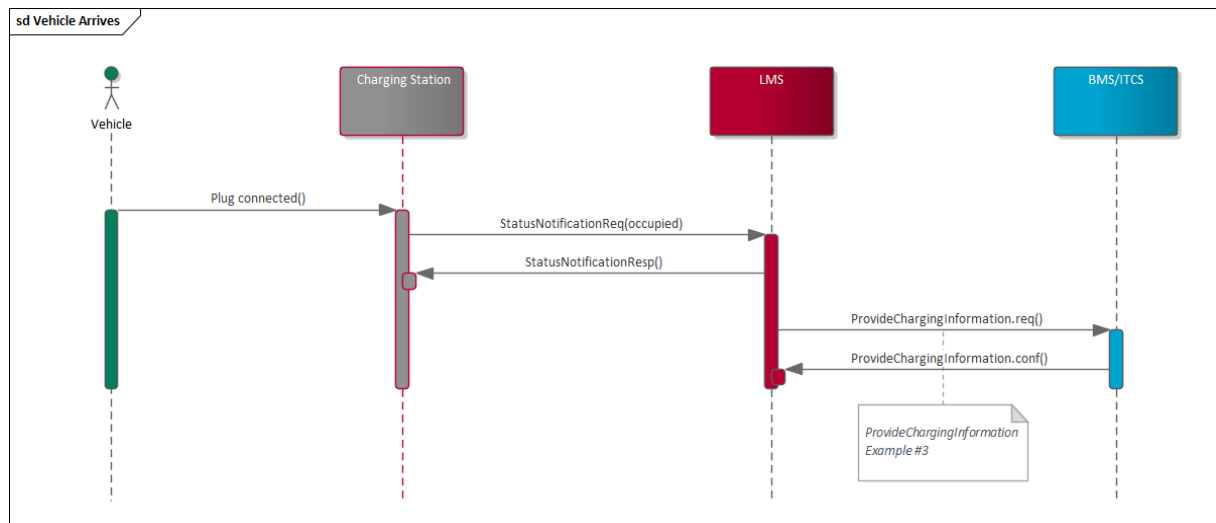 sd Vehicle Arrives
Charging Station
LMS
BMS/ITCS
Vehicle
Plug connected()
StatusNotificationReq(occupied)
StatusNotificationResp()
ProvideChargingInformation.req()
ProvideChargingInformation.conf()
ProvideChargingInformation
Example #3